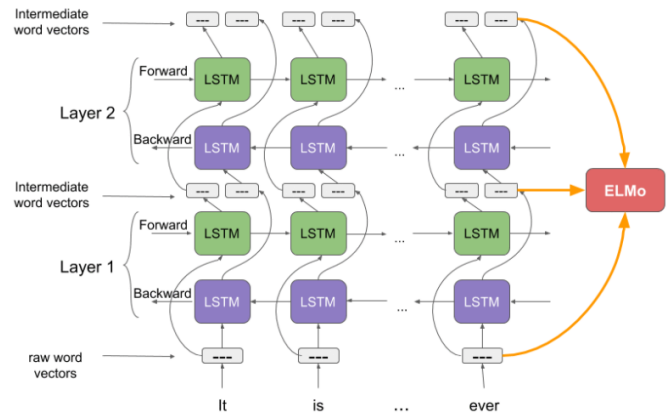 Intermediate
word vectors
--- --- --- --- --- ---
Forward
LSTM LSTM LSTM
...
Layer 2
Backward
LSTM LSTM LSTM
...
Intermediate
word vectors
--- --- --- --- --- ---
ELMo
Forward
LSTM LSTM LSTM
...
Layer 1
Backward
LSTM LSTM LSTM
...
raw word
vectors
--- --- ---
It is ... ever